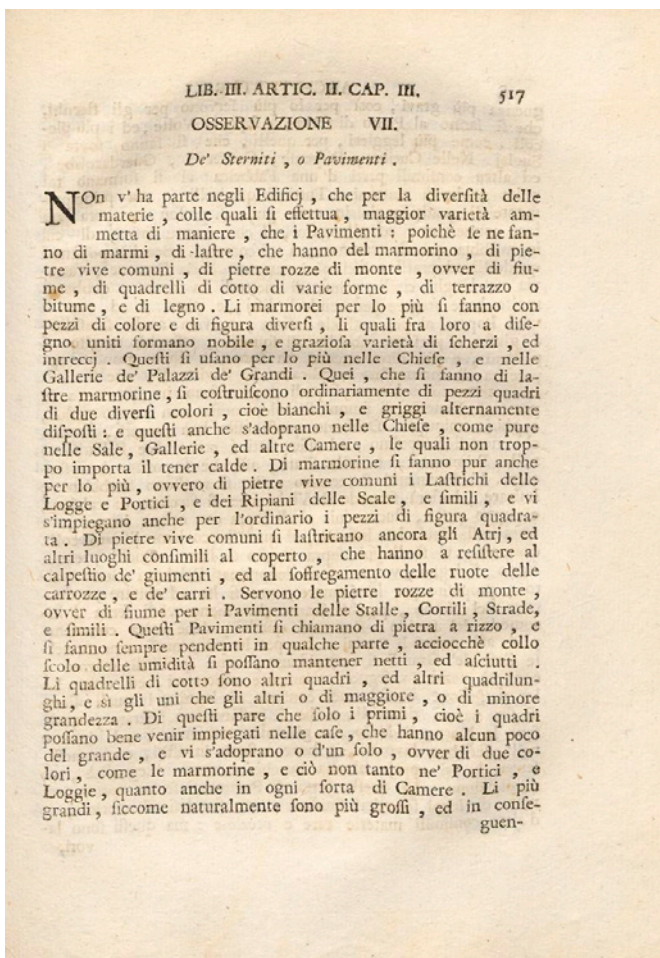 LIB. III. ARTIC. II. CAP. III. 517
OSSERVAZIONE VII.
De' Sterniti , o Pavimenti .
NOn v' ha parte negli Edificj , che per la diverſità delle
materie , colle quali ſi effettua , maggior varietà am-
metta di maniere , che i Pavimenti : poichè ſe ne fan-
no di marmi , di laſtre , che hanno del marmorino , di pie-
tre vive comuni , di pietre rozze di monte , ovver di fiu-
me , di quadrelli di cotto di varie forme , di terrazzo o
bitume , e di legno . Li marmorei per lo più ſi fanno con
pezzi di colore e di figura diverſi , li quali fra loro a diſe-
gno uniti formano nobile , e grazioſa varietà di ſcherzi , ed
intreccj . Queſti ſi uſano per lo più nelle Chieſe , e nelle
Gallerie de' Palazzi de' Grandi . Quei , che ſi fanno di la-
ſtre marmorine , ſi coſtruiſcono ordinariamente di pezzi quadri
di due diverſi colori , cioè bianchi , e griggi alternamente
diſpoſti : e queſti anche s'adoprano nelle Chieſe , come pure
nelle Sale , Gallerie , ed altre Camere , le quali non trop-
po importa il tener calde . Di marmorine ſi fanno pur anche
per lo più , ovvero di pietre vive comuni i Laſtrichi delle
Logge e Portici , e dei Ripiani delle Scale , e ſimili , e vi
s'impiegano anche per l'ordinario i pezzi di figura quadra-
ta . Di pietre vive comuni ſi laſtricano ancora gli Atrj , ed
altri luoghi conſimili al coperto , che hanno a reſiſtere al
calpeſtio de' giumenti , ed al ſoffregamento delle ruote delle
carrozze , e de' carri . Servono le pietre rozze di monte ,
ovver di fiume per i Pavimenti delle Stalle , Cortili , Strade,
e ſimili . Queſti Pavimenti ſi chiamano di pietra a rizzo , e
ſi fanno ſempre pendenti in qualche parte , acciocchè collo
ſcolo delle umidità ſi poſſano mantener netti , ed aſciutti .
Li quadrelli di cotto ſono altri quadri , ed altri quadrilun-
ghi , e sì gli uni che gli altri o di maggiore , o di minore
grandezza . Di queſti pare che ſolo i primi , cioè i quadri
poſſano bene venir impiegati nelle caſe , che hanno alcun poco
del grande , e vi s'adoprano o d'un ſolo , ovver di due co-
lori , come le marmorine , e ciò non tanto ne' Portici , e
Loggie , quanto anche in ogni ſorta di Camere . Li più
grandi , ſiccome naturalmente ſono più groſſi , ed in conſe-
guen-